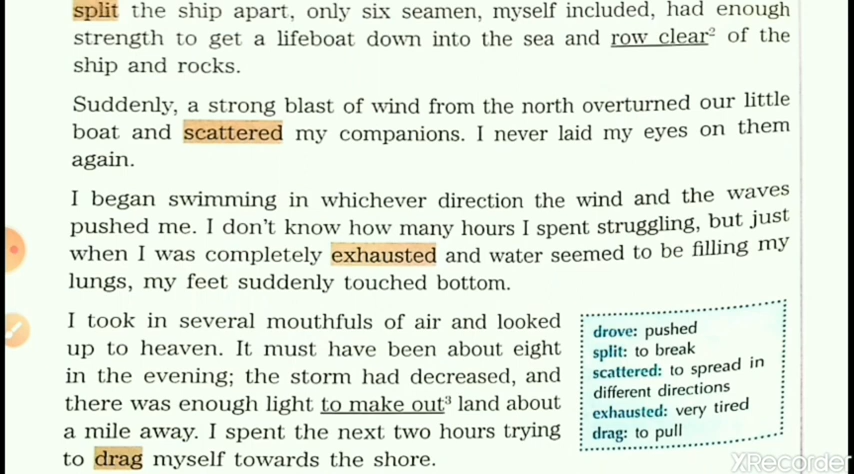 split the ship apart, only six seamen, myself included, had enough
strength to get a lifeboat down into the sea and row clear² of the
ship and rocks.
Suddenly, a strong blast of wind from the north overturned our little
boat and scattered my companions. I never laid my eyes on them
again.
I began swimming in whichever direction the wind and the waves
pushed me. I don't know how many hours I spent struggling, but just
when I was completely exhausted and water seemed to be filling my
lungs, my feet suddenly touched bottom.
I took in several mouthfuls of air and looked
up to heaven. It must have been about eight
in the evening; the storm had decreased, and
there was enough light to make out³ land about
a mile away. I spent the next two hours trying
to drag myself towards the shore.
drove: pushed
split: to break
scattered: to spread in
different directions
exhausted: very tired
drag: to pull
XRecorder